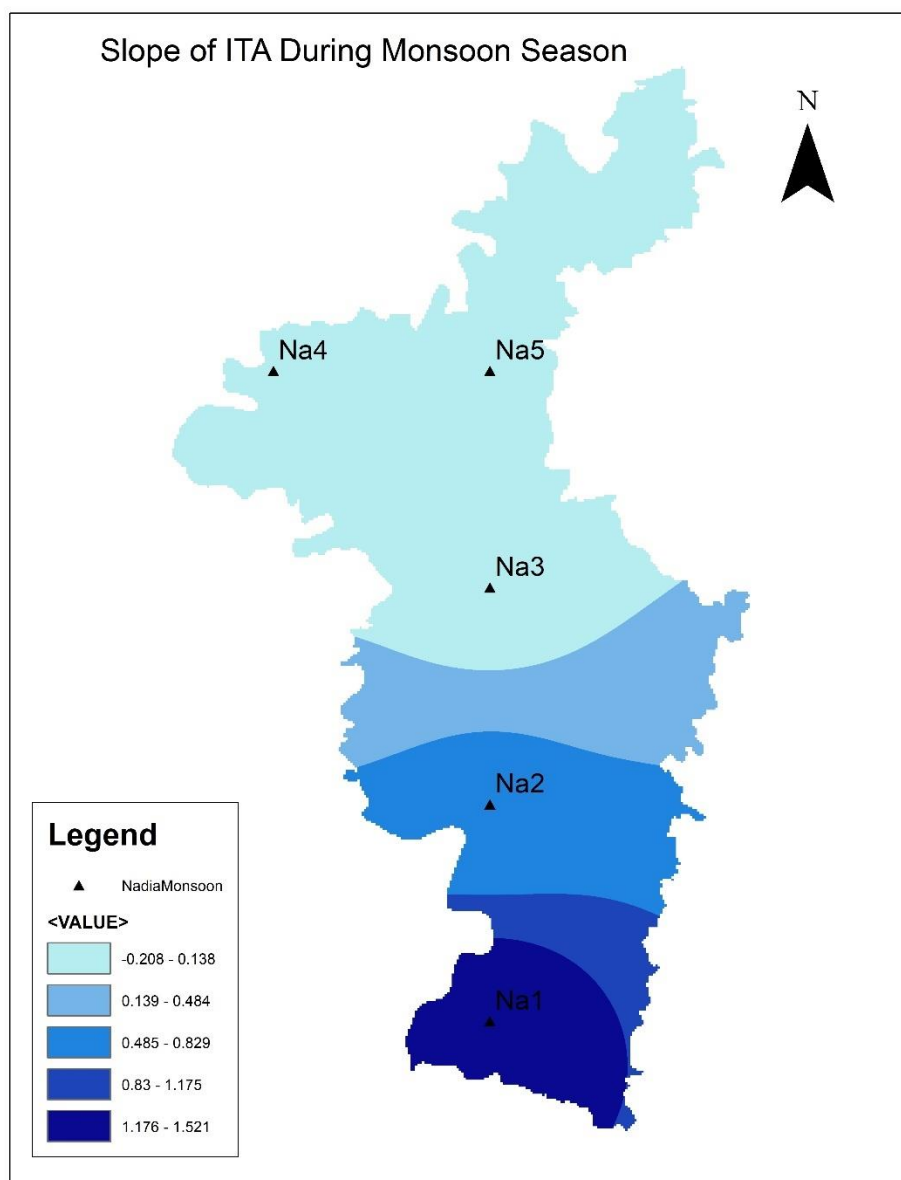 Slope of ITA During Monsoon Season
N
Na4
Na5
Na3
Na2
Na1
Legend
NadiaMonsoon
<VALUE>
-0.208 - 0.138
0.139 - 0.484
0.485 - 0.829
0.83 - 1.175
1.176 - 1.521